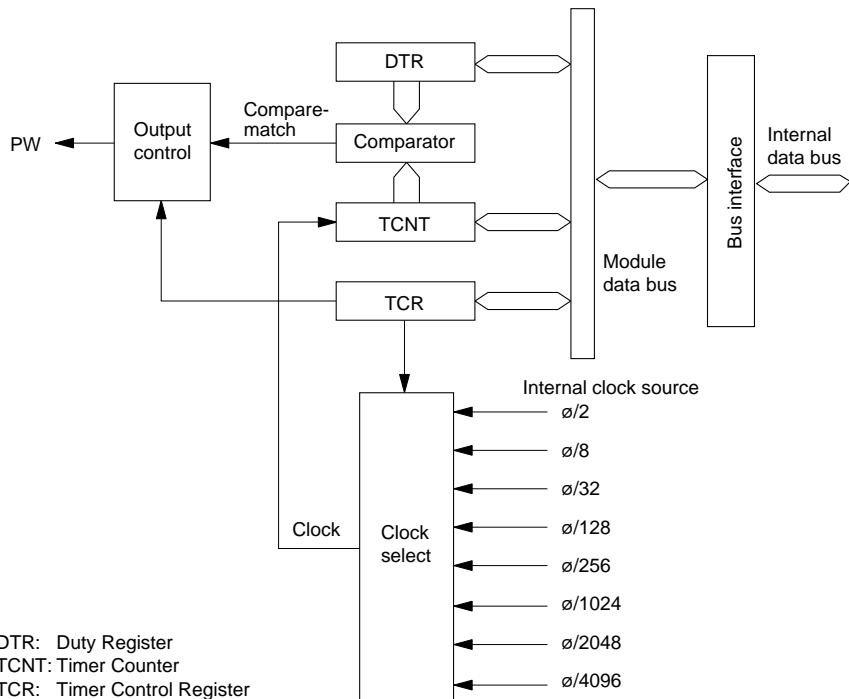 DTR
Compare-
match
PW
Output
control
Comparator
Internal
data bus
Bus interface
TCNT
Module
data bus
TCR
Internal clock source
ø/2
ø/8
ø/32
ø/128
Clock
Clock
select
ø/256
ø/1024
ø/2048
ø/4096
DTR: Duty Register
TCNT: Timer Counter
TCR: Timer Control Register